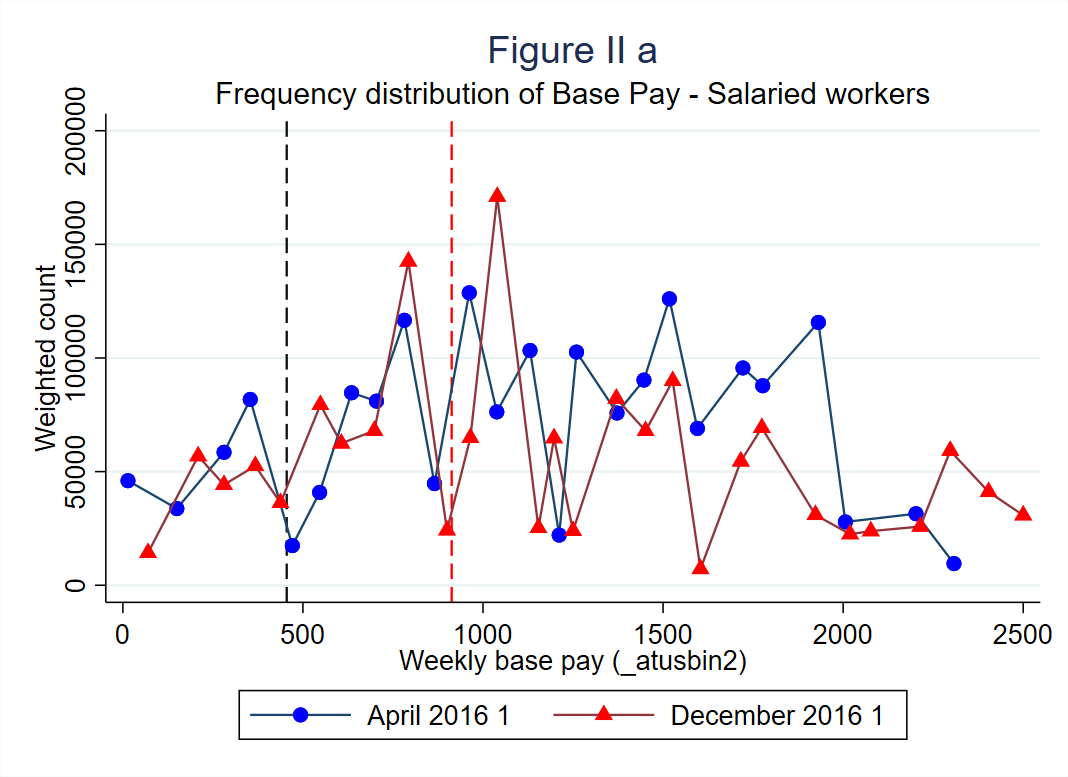 Figure II a
Frequency distribution of Base Pay - Salaried workers
Weighted count
200000
150000
100000
50000
0
0 500 1000 1500 2000 2500
Weekly base pay (_atusbin2)
April 2016 1 December 2016 1